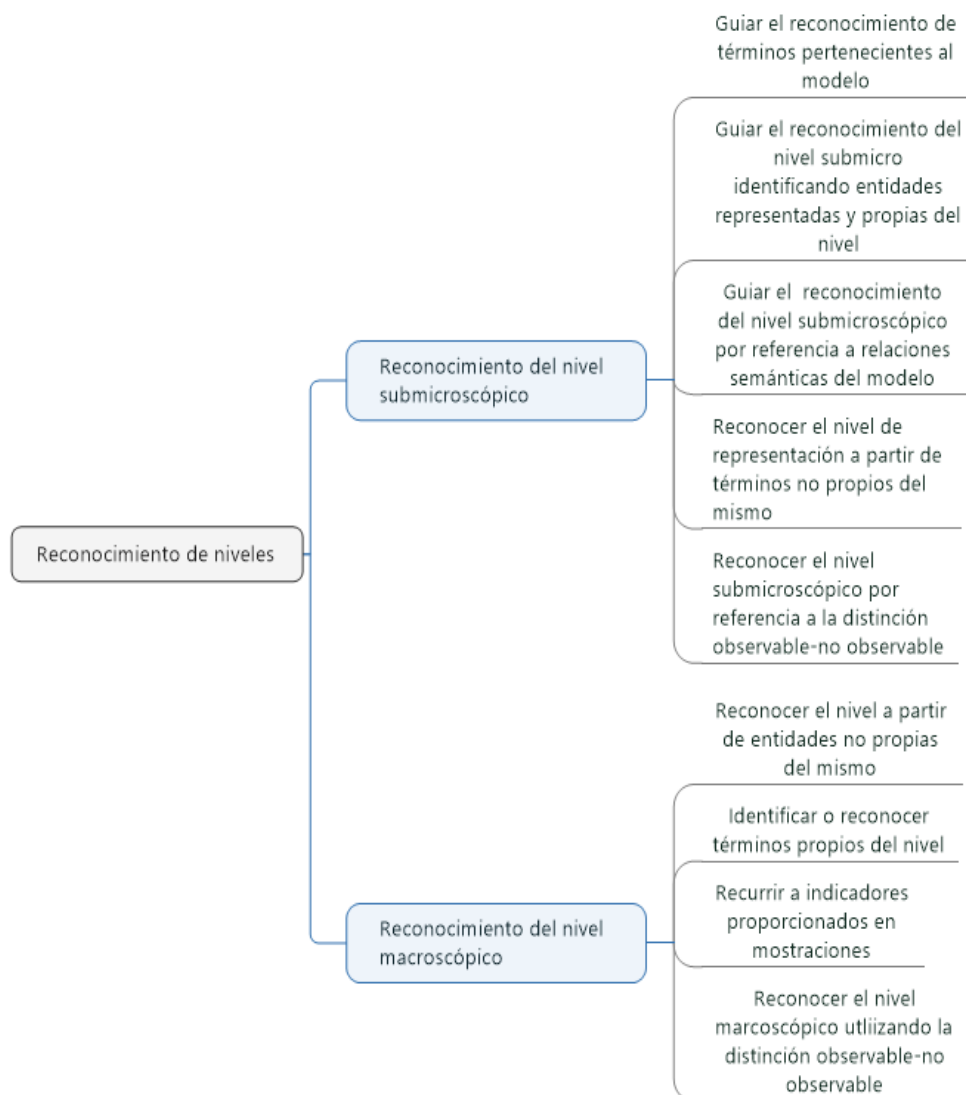 Guiar el reconocimiento de
términos pertenecientes al
modelo
Guiar el reconocimiento del
nivel submicro
identificando entidades
representadas y propias del
nivel
Guiar el reconocimiento
del nivel submicroscópico
por referencia a relaciones
semánticas del modelo
Reconocimiento del nivel
submicroscópico
Reconocer el nivel de
representación a partir de
términos no propios del
mismo
Reconocer el nivel
submicroscópico por
referencia a la distinción
observable-no observable
Reconocimiento de niveles
Reconocer el nivel a partir
de entidades no propias
del mismo
Identificar o reconocer
términos propios del nivel
Recurrir a indicadores
proporcionados en
mostraciones
Reconocimiento del nivel
macroscópico
Reconocer el nivel
marcoscópico utliizando la
distinción observable-no
observable